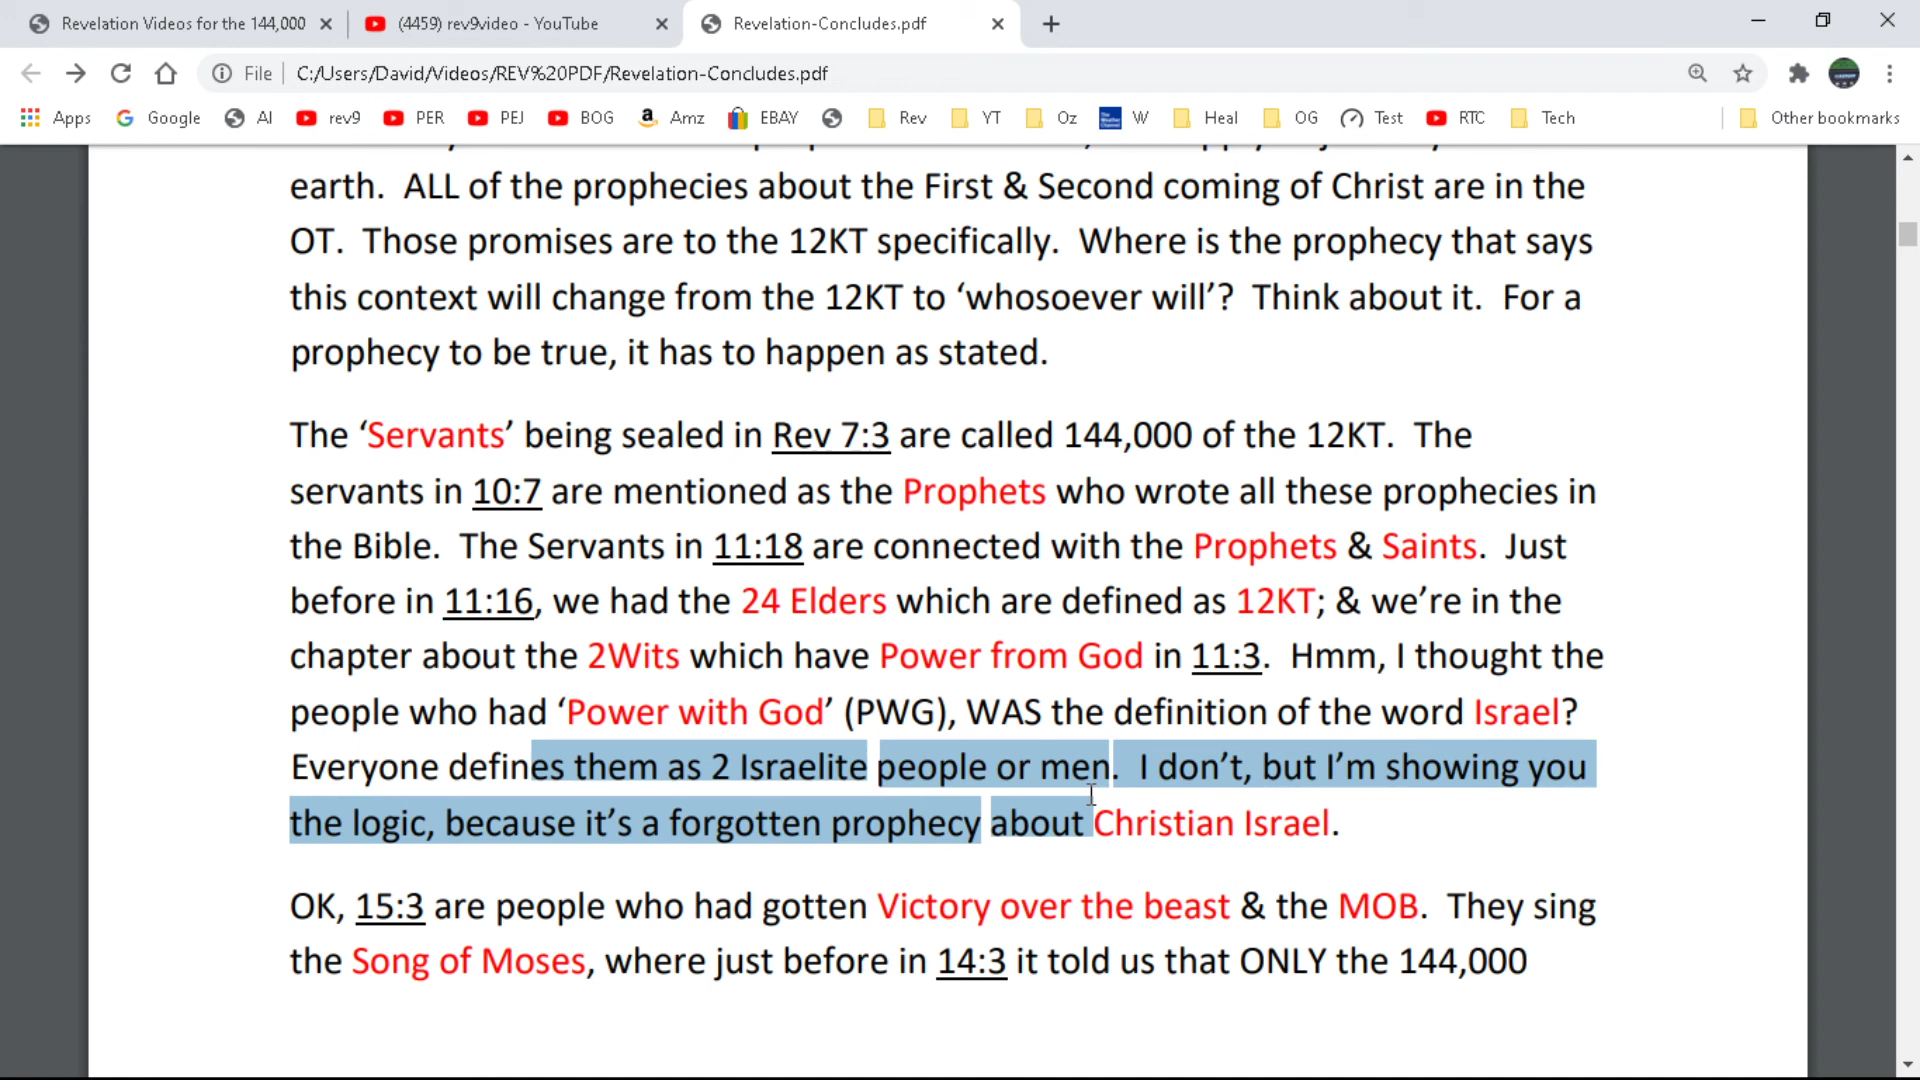 Revelation Videos for the 144,000
(4459) rev9video - YouTube
Revelation-Concludes.pdf
File
C:/Users/David/Videos/REV%20PDF/Revelation-Concludes.pdf
Apps Google AI rev9 PER PEJ BOG Amz EBAY Rev YT Oz W Heal OG Test RTC Tech Other bookmarks
earth. ALL of the prophecies about the First & Second coming of Christ are in the
OT. Those promises are to the 12KT specifically. Where is the prophecy that says
this context will change from the 12KT to ‘whosoever will’? Think about it. For a
prophecy to be true, it has to happen as stated.
The ‘Servants’ being sealed in Rev 7:3 are called 144,000 of the 12KT. The
servants in 10:7 are mentioned as the Prophets who wrote all these prophecies in
the Bible. The Servants in 11:18 are connected with the Prophets & Saints. Just
before in 11:16, we had the 24 Elders which are defined as 12KT; & we’re in the
chapter about the 2Wits which have Power from God in 11:3. Hmm, I thought the
people who had ‘Power with God’ (PWG), WAS the definition of the word Israel?
Everyone defines them as 2 Israelite people or men. I don’t, but I’m showing you
the logic, because it’s a forgotten prophecy about Christian Israel.
OK, 15:3 are people who had gotten Victory over the beast & the MOB. They sing
the Song of Moses, where just before in 14:3 it told us that ONLY the 144,000